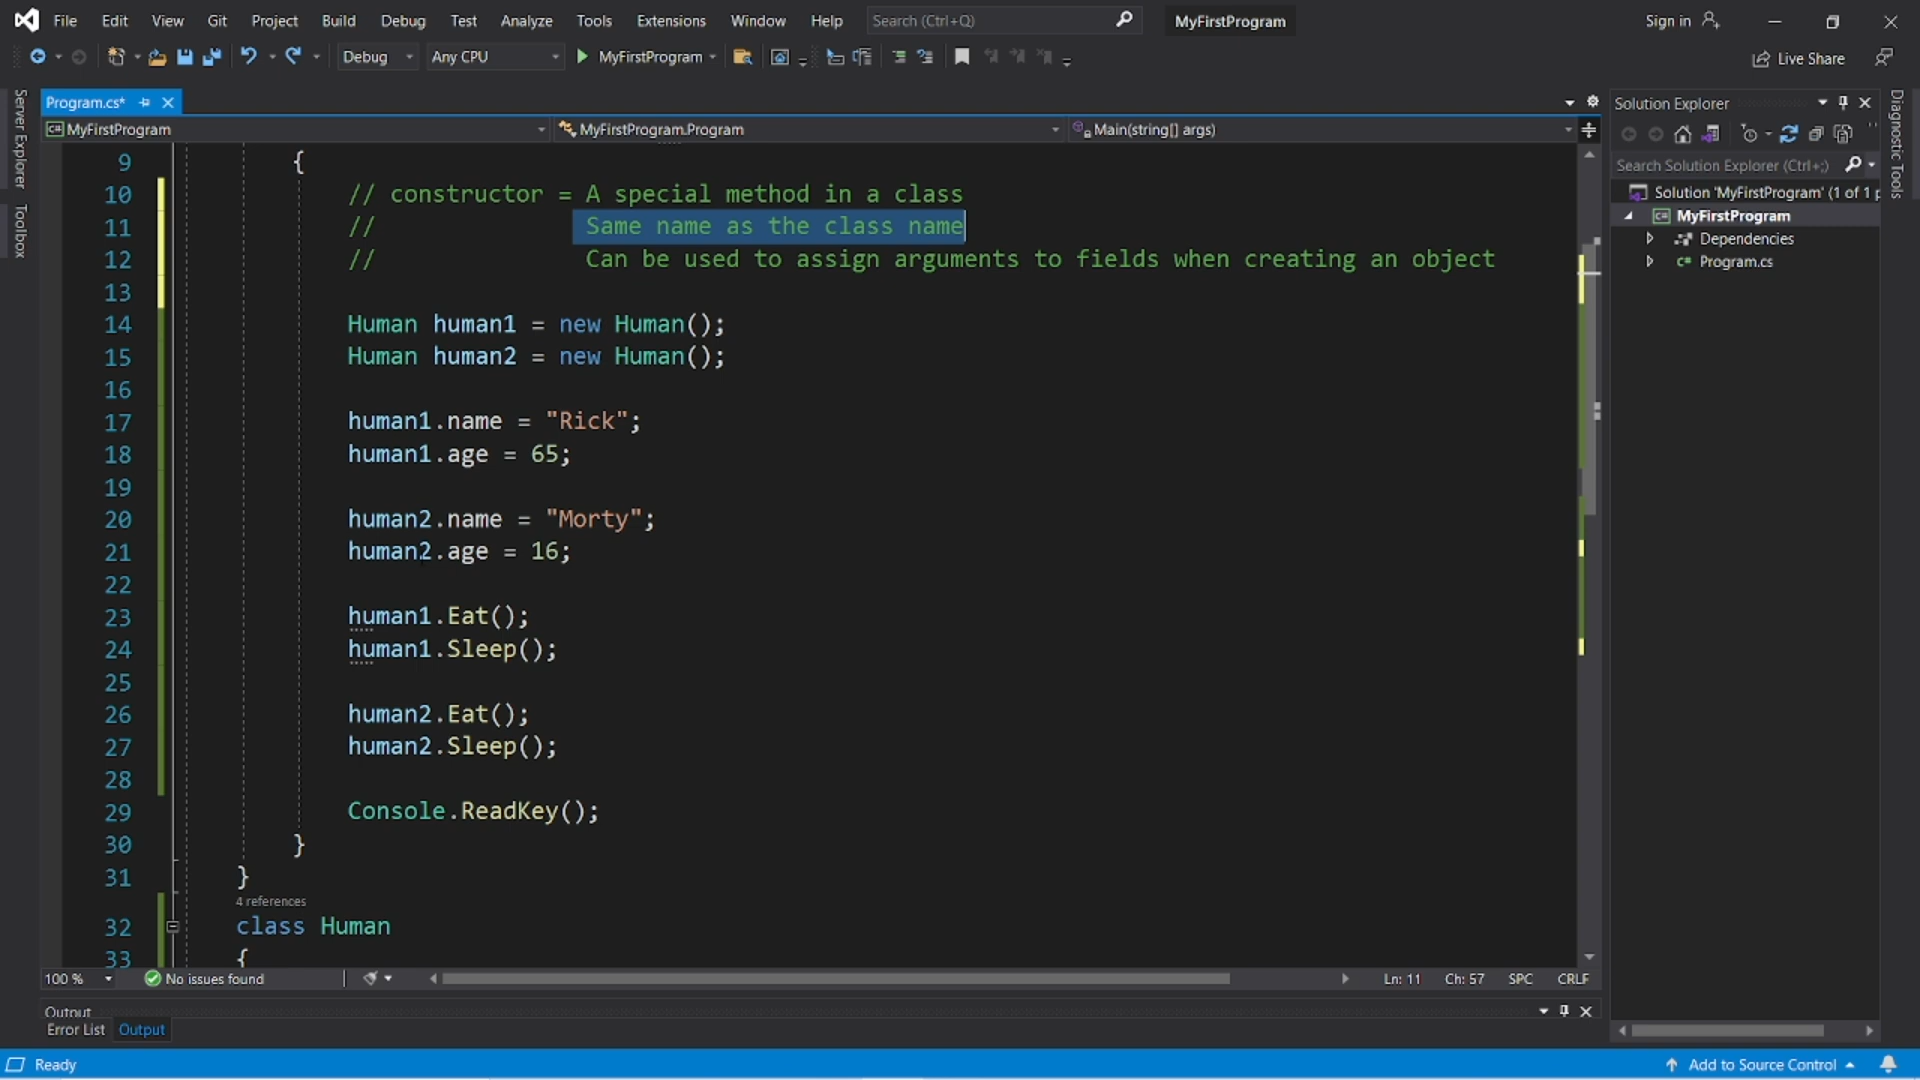 File Edit View Git Project Build Debug Test Analyze Tools Extensions Window Help Search (Ctrl+Q) MyFirstProgram Sign in
Debug Any CPU MyFirstProgram Live Share
Server Explorer
Toolbox
Program.cs*
MyFirstProgram MyFirstProgram.Program Main(string[] args)
9 {
10 // constructor = A special method in a class
11 // Same name as the class name
12 // Can be used to assign arguments to fields when creating an object
13
14 Human human1 = new Human();
15 Human human2 = new Human();
16
17 human1.name = "Rick";
18 human1.age = 65;
19
20 human2.name = "Morty";
21 human2.age = 16;
22
23 human1.Eat();
24 human1.Sleep();
25
26 human2.Eat();
27 human2.Sleep();
28
29 Console.ReadKey();
30 }
31 }
4 references
32 class Human
33 {
100 % No issues found Ln: 11 Ch: 57 SPC CRLF
Output
Error List Output
Solution Explorer
Search Solution Explorer (Ctrl+;)
Solution 'MyFirstProgram' (1 of 1 p
MyFirstProgram
Dependencies
C# Program.cs
Diagnostic Tools
Ready Add to Source Control